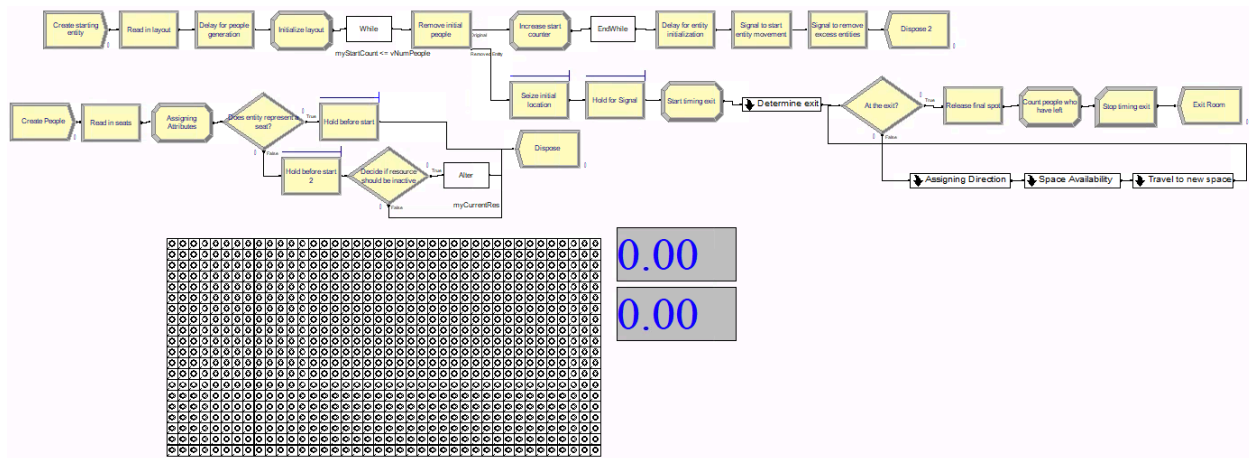 Create starting
entity
Read in layout
Delay for people
generation
Initialize layout
While
myStartCount <= vNumPeople
Remove initial
people
Original
Removed Entity
Increase start
counter
EndWhile
Delay for entity
initialization
Signal to start
entity movement
Signal to remove
excess entities
Dispose 2
Seize initial
location
Hold for Signal
Start timing exit
Determine exit
At the exit?
True
False
Release final spot
Count people who
have left
Stop timing exit
Exit Room
Create People
Read in seats
Assigning
Attributes
Does entity represent a
seat?
True
False
Hold before start
Dispose
Hold before start
2
Decide if resource
should be inactive
True
False
Alter
myCurrentRes
Assigning Direction
Space Availability
Travel to new space
0.00
0.00